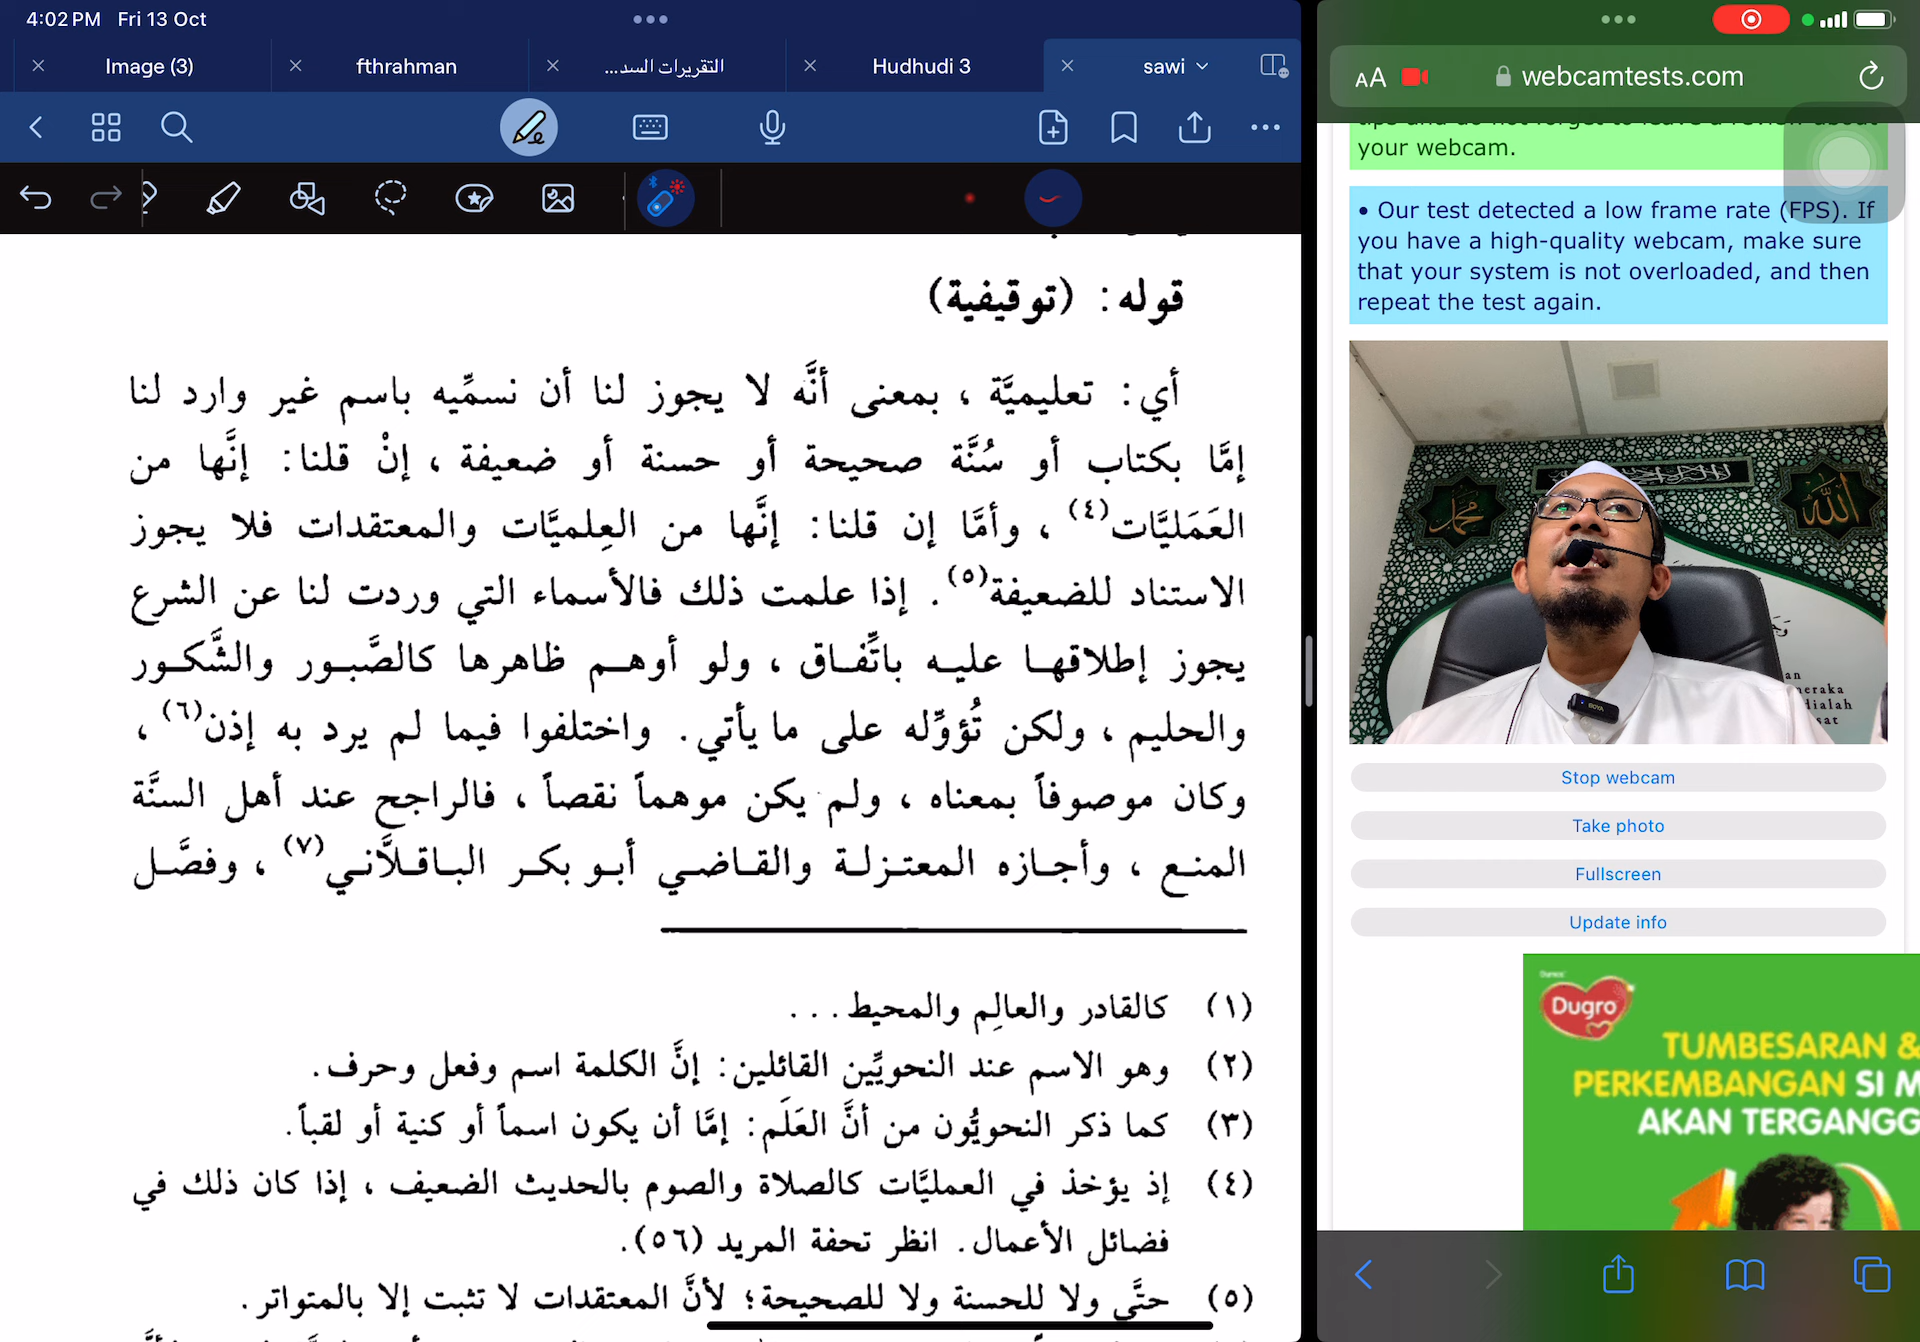 4:02 PM Fri 13 Oct
Image (3)
fthrahman
التقريرات السد...
Hudhudi 3
sawi
قوله: (توقيفية)
أي: تعليميَّة ، بمعنى أنَّه لا يجوز لنا أن نسمِّيه باسم غير وارد لنا
إمَّا بكتاب أو سُنَّة صحيحة أو حسنة أو ضعيفة ، إنْ قلنا: إنَّها من
العَمَليَّات(٤) ، وأمَّا إن قلنا: إنَّها من العِلميَّات والمعتقدات فلا يجوز
الاستناد للضعيفة(٥) . إذا علمت ذلك فالأسماء التي وردت لنا عن الشرع
يجوز إطلاقها عليه باتِّفاق ، ولو أوهم ظاهرها كالصَّبور والشَّكور
والحليم ، ولكن تُؤوِّله على ما يأتي. واختلفوا فيما لم يرد به إذن(٦) ،
وكان موصوفاً بمعناه ، ولم يكن موهماً نقصاً ، فالراجح عند أهل السنَّة
المنع ، وأجازه المعتزلة والقاضي أبو بكر الباقلَّاني(٧) ، وفصَّل
(١) كالقادر والعالِم والمحيط...
(٢) وهو الاسم عند النحويِّين القائلين: إنَّ الكلمة اسم وفعل وحرف.
(٣) كما ذكر النحويُّون من أنَّ العَلَم: إمَّا أن يكون اسماً أو كنية أو لقباً.
(٤) إذ يؤخذ في العمليَّات كالصلاة والصوم بالحديث الضعيف ، إذا كان ذلك في
فضائل الأعمال. انظر تحفة المريد (٥٦).
(٥) حتَّى ولا للحسنة ولا للصحيحة؛ لأنَّ المعتقدات لا تثبت إلا بالمتواتر.
AA webcamtests.com
your webcam.
• Our test detected a low frame rate (FPS). If
you have a high-quality webcam, make sure
that your system is not overloaded, and then
repeat the test again.
محمد
الله
BOYA
Stop webcam
Take photo
Fullscreen
Update info
Dumex
Dugro
TUMBESARAN &
PERKEMBANGAN SI M
AKAN TERGANGG